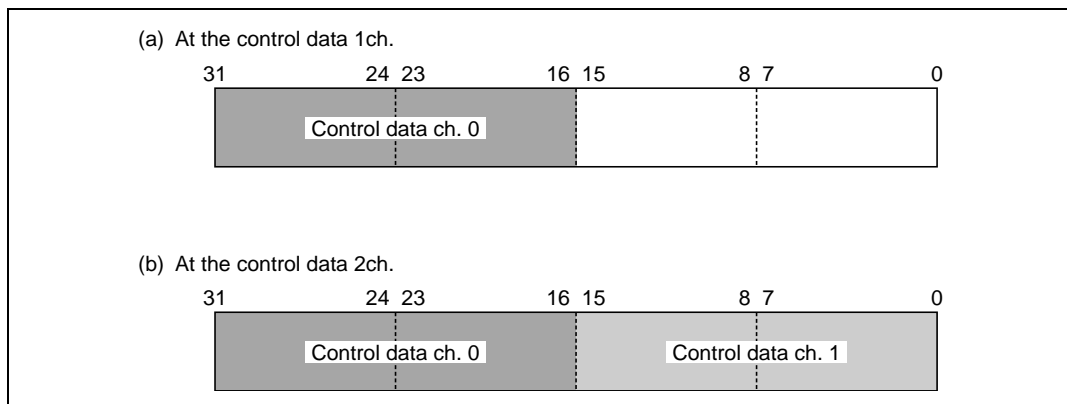 (a) At the control data 1ch.
31 24 23 16 15 8 7 0
Control data ch. 0
(b) At the control data 2ch.
31 24 23 16 15 8 7 0
Control data ch. 0 Control data ch. 1